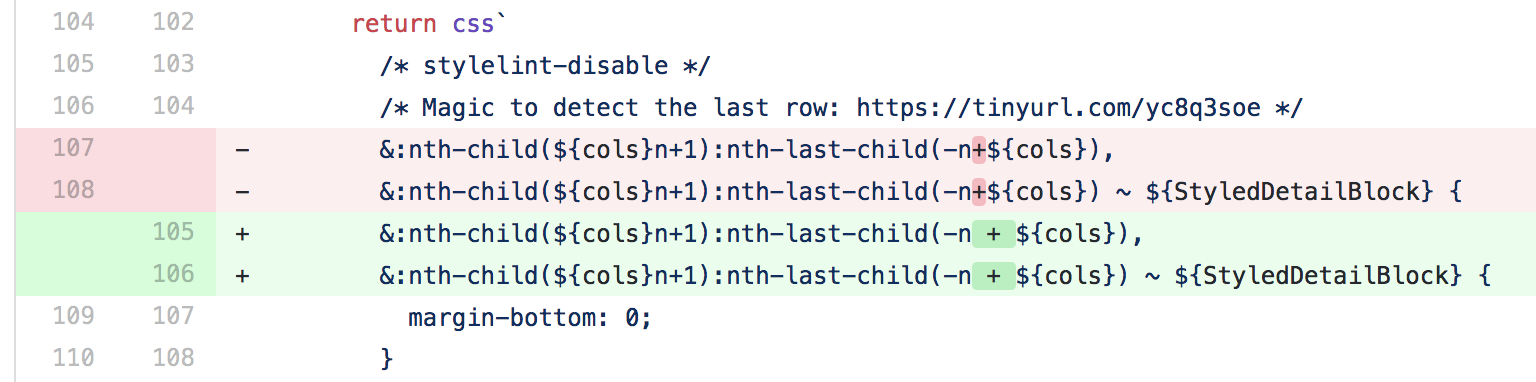 104 102 return css`
105 103 /* stylelint-disable */
106 104 /* Magic to detect the last row: https://tinyurl.com/yc8q3soe */
107 - &:nth-child(${cols}n+1):nth-last-child(-n+${cols}),
108 - &:nth-child(${cols}n+1):nth-last-child(-n+${cols}) ~ ${StyledDetailBlock} {
105 + &:nth-child(${cols}n+1):nth-last-child(-n + ${cols}),
106 + &:nth-child(${cols}n+1):nth-last-child(-n + ${cols}) ~ ${StyledDetailBlock} {
109 107 margin-bottom: 0;
110 108 }